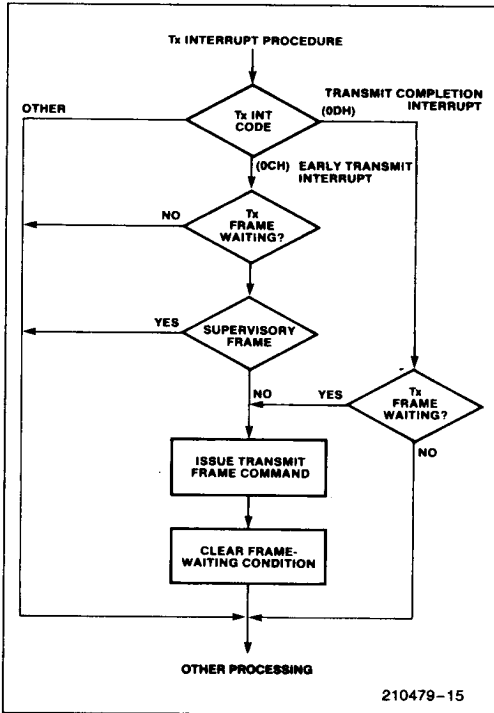 Tx INTERRUPT PROCEDURE
OTHER
Tx INT
CODE
(0DH)
TRANSMIT COMPLETION
INTERRUPT
(0CH) EARLY TRANSMIT
INTERRUPT
NO
Tx
FRAME
WAITING?
YES
SUPERVISORY
FRAME
NO
YES
Tx
FRAME
WAITING?
NO
ISSUE TRANSMIT
FRAME COMMAND
CLEAR FRAME-
WAITING CONDITION
OTHER PROCESSING
210479-15